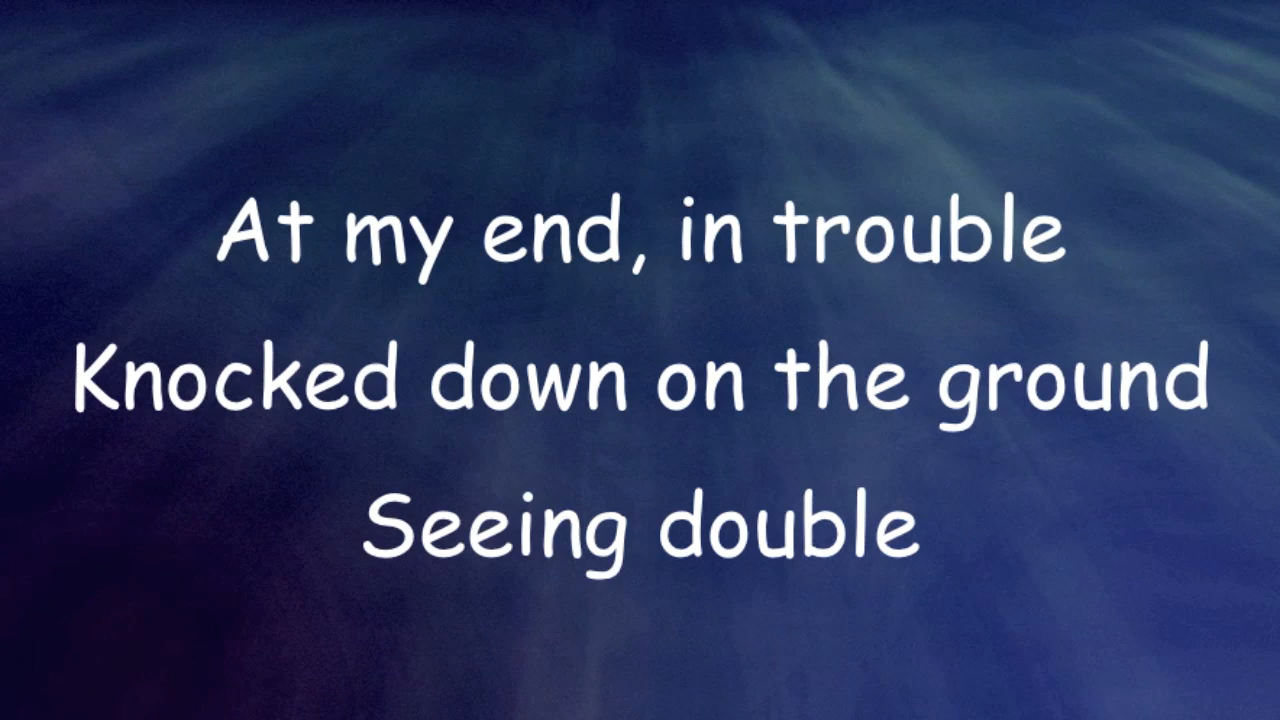 At my end, in trouble
Knocked down on the ground
Seeing double